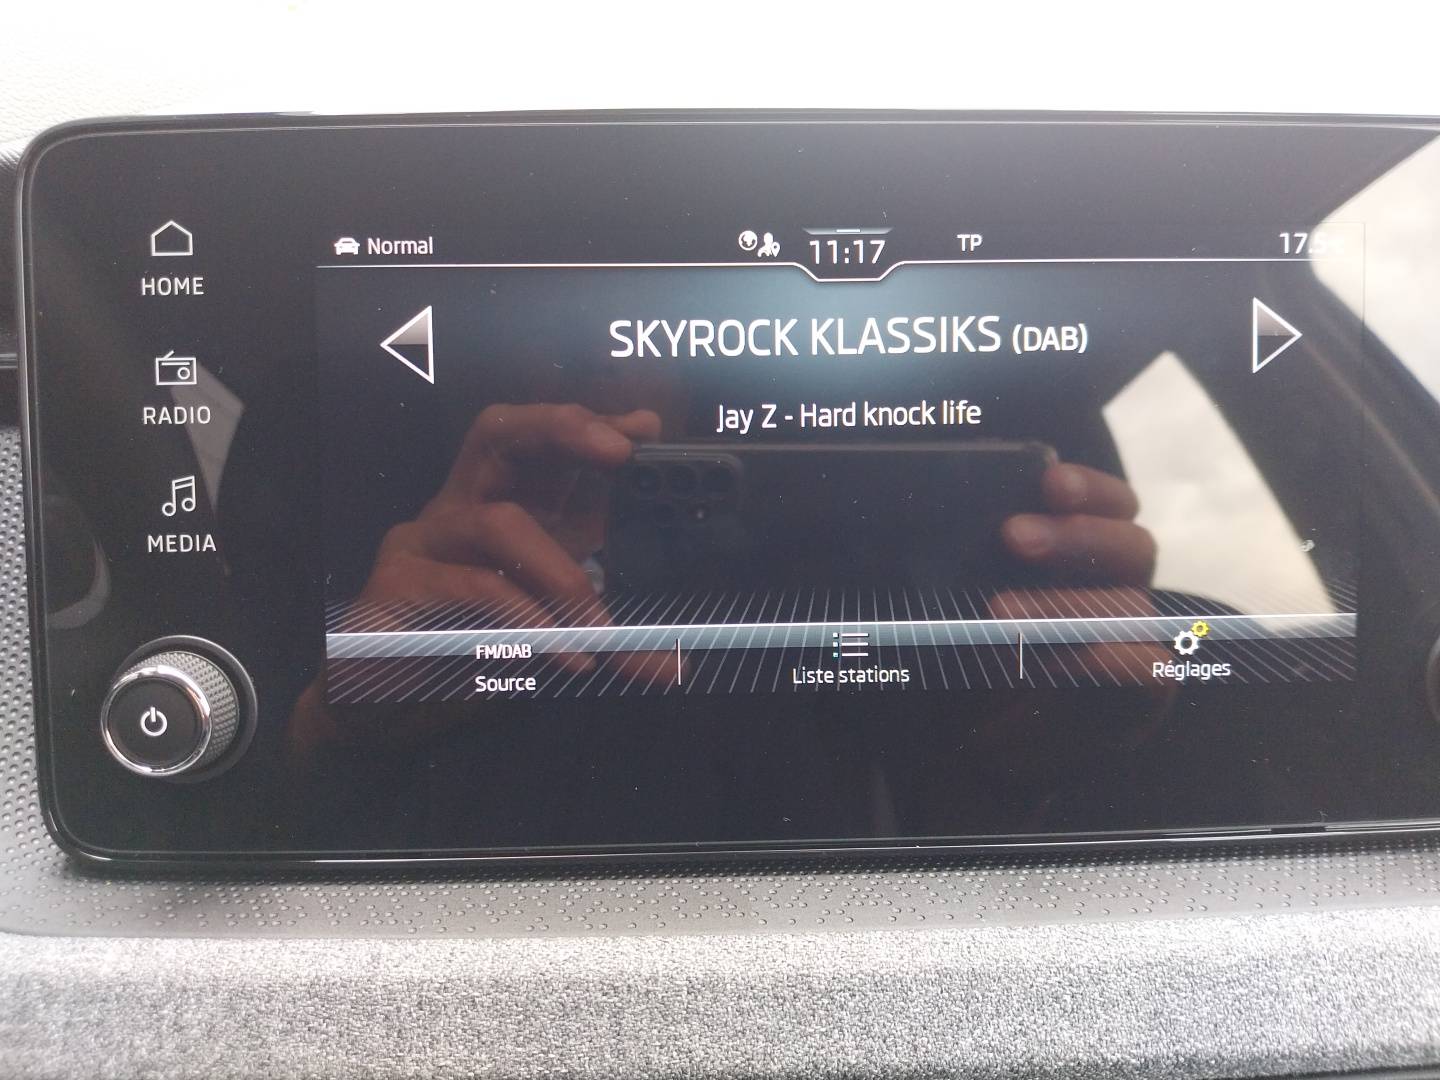 Normal
11:17
TP
HOME
SKYROCK KLASSIKS (DAB)
RADIO
Jay Z - Hard knock life
MEDIA
FM/DAB
Source
Liste stations
Réglages